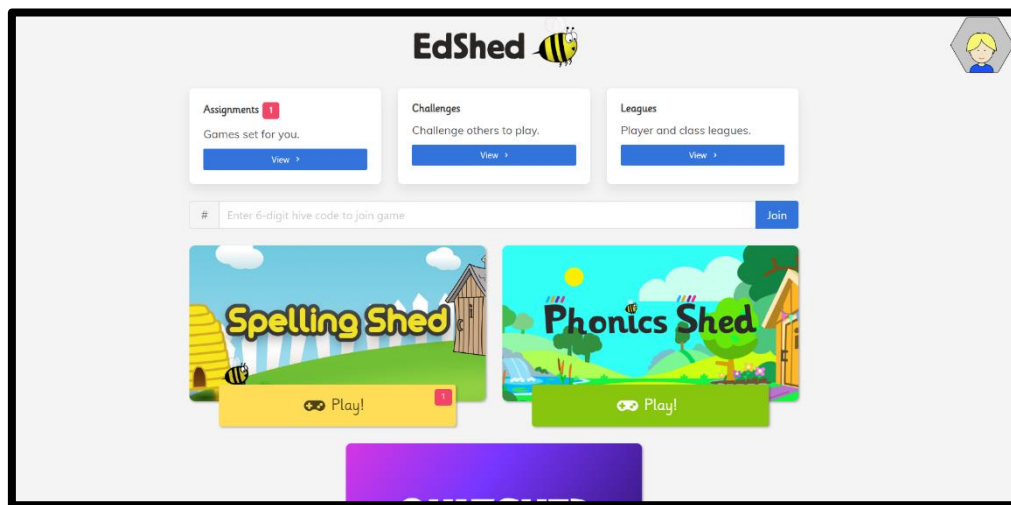 EdShed
Assignments 1
Games set for you.
View >
Challenges
Challenge others to play.
View >
Leagues
Player and class leagues.
View >
# Enter 6-digit hive code to join game
Join
Spelling Shed
Play! 1
Phonics Shed
Play!